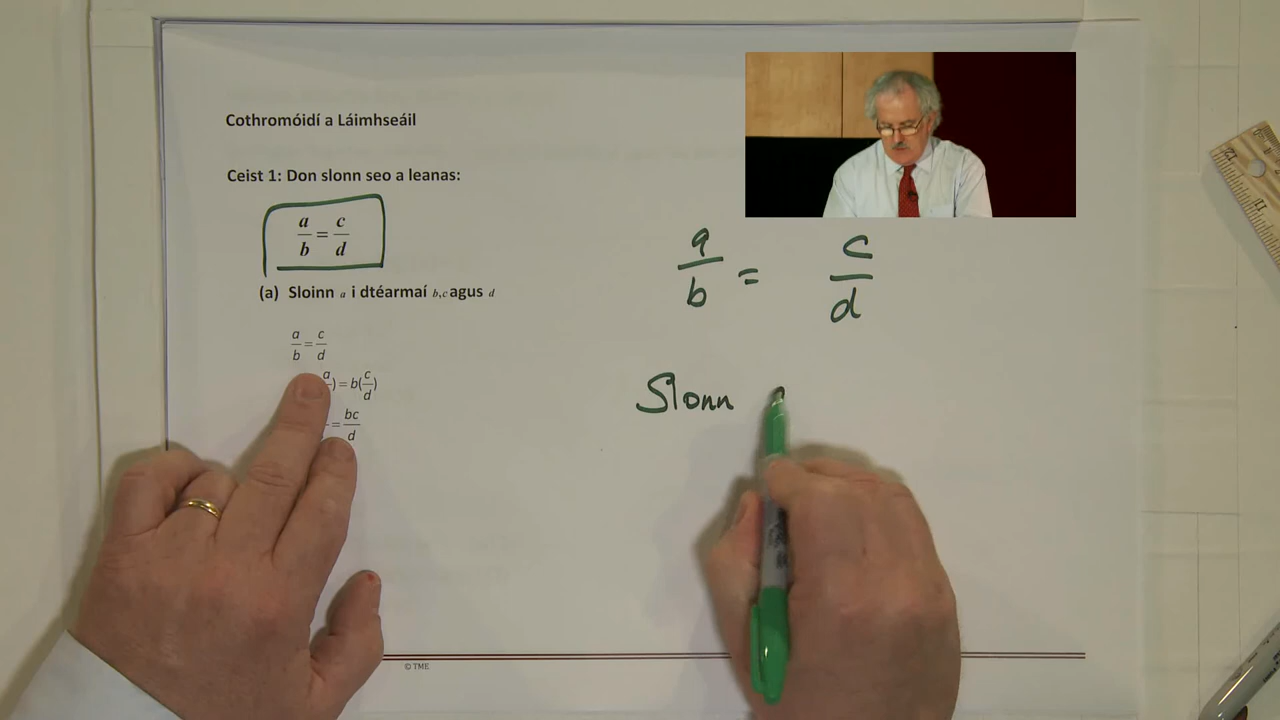 Cothromóidí a Láimhseáil
Ceist 1: Don slonn seo a leanas:
a/b = c/d
(a) Sloinn a i dtéarmaí b,c agus d
a/b = c/d
a) = b(c/d)
= bc/d
a/b = c/d
Slonn
© TME